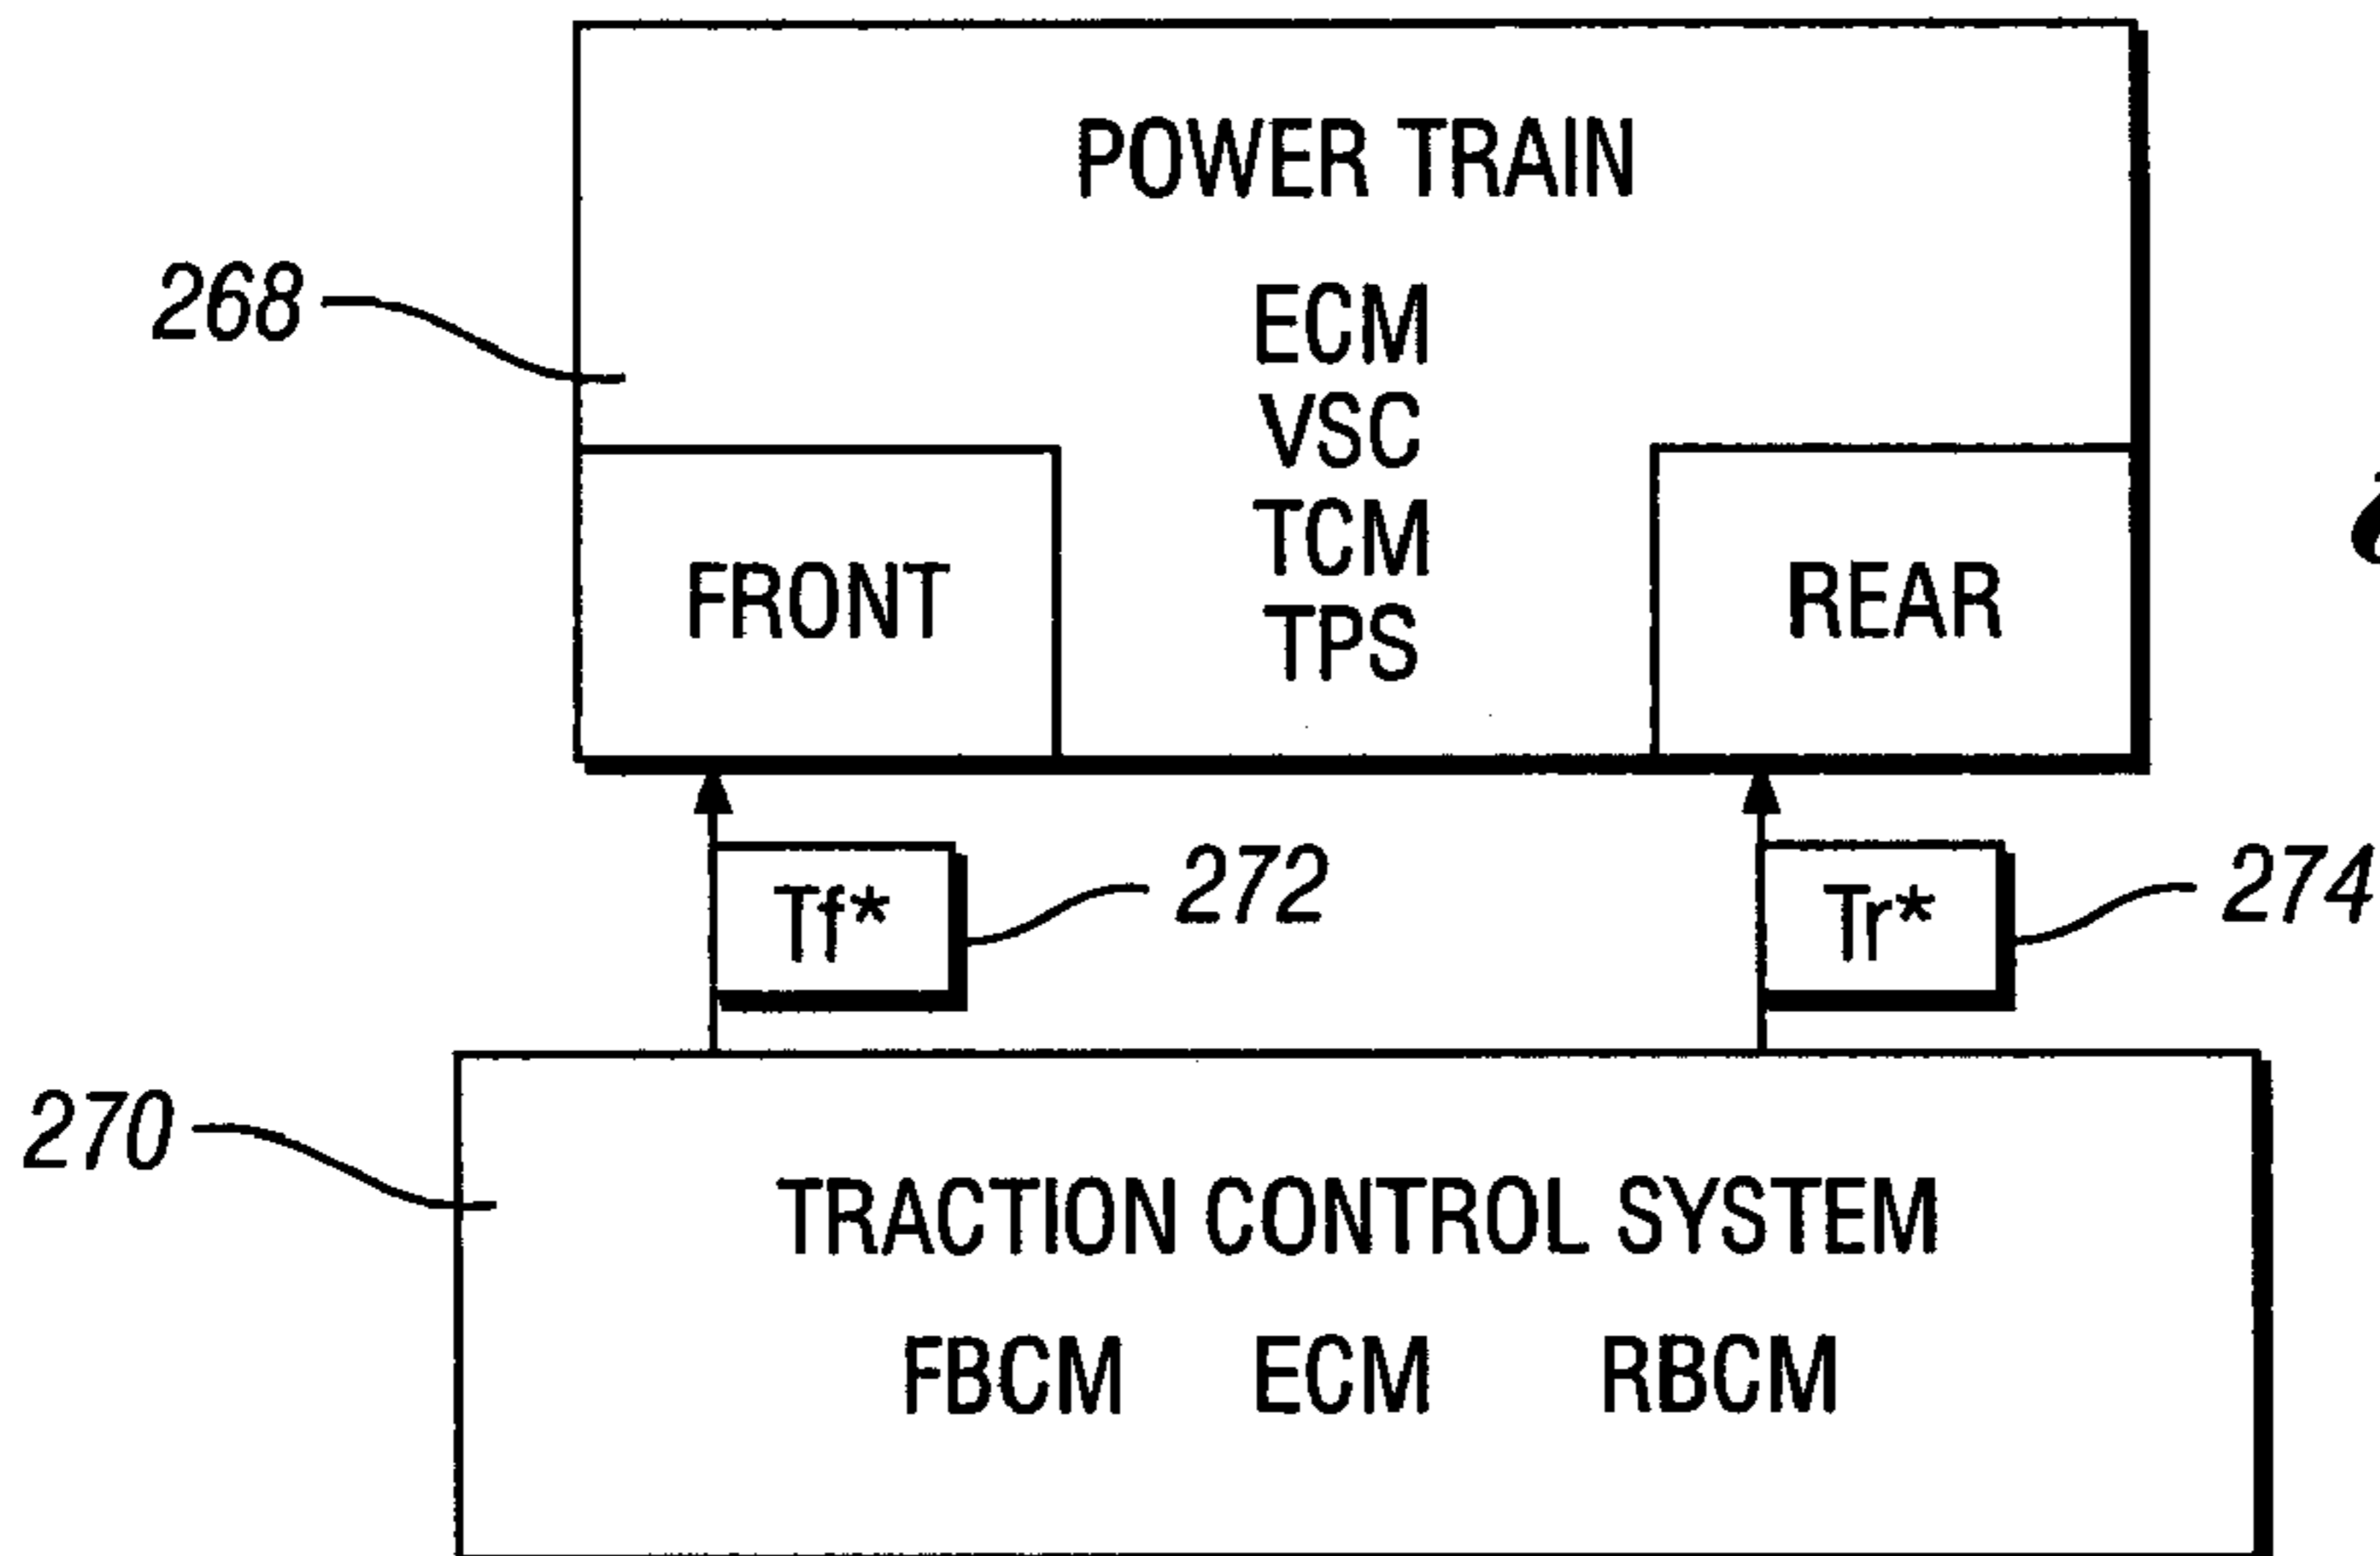 POWER TRAIN
268
ECM
VSC
TCM
TPS
FRONT
REAR
Tf*
272
Tr*
274
270
TRACTION CONTROL SYSTEM
FBCM ECM RBCM